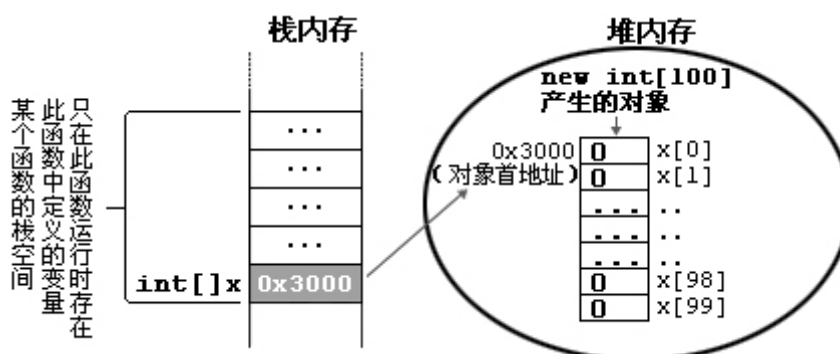 栈内存
堆内存
new int[100]
产生的对象
某个函数的栈空间
此函数中定义的变量
只在此函数运行时存在
...
...
...
...
int[]x
0x3000
0x3000
(对象首地址)
0 x[0]
0 x[1]
... ..
... ..
... ..
0 x[98]
0 x[99]